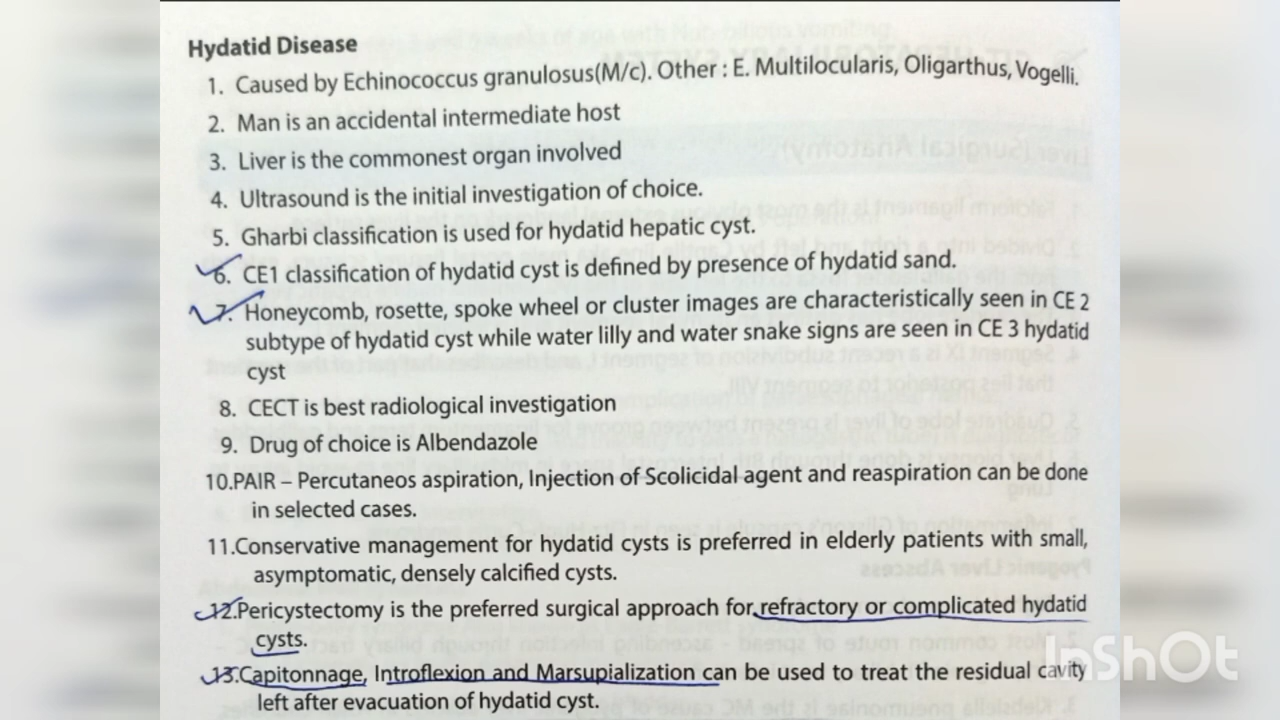 Hydatid Disease
1. Caused by Echinococcus granulosus(M/c). Other : E. Multilocularis, Oligarthus, Vogelli.
2. Man is an accidental intermediate host
3. Liver is the commonest organ involved
4. Ultrasound is the initial investigation of choice.
5. Gharbi classification is used for hydatid hepatic cyst.
6. CE1 classification of hydatid cyst is defined by presence of hydatid sand.
7. Honeycomb, rosette, spoke wheel or cluster images are characteristically seen in CE 2
subtype of hydatid cyst while water lilly and water snake signs are seen in CE 3 hydatid
cyst
8. CECT is best radiological investigation
9. Drug of choice is Albendazole
10.PAIR – Percutaneos aspiration, Injection of Scolicidal agent and reaspiration can be done
in selected cases.
11.Conservative management for hydatid cysts is preferred in elderly patients with small,
asymptomatic, densely calcified cysts.
12.Pericystectomy is the preferred surgical approach for refractory or complicated hydatid
cysts.
13.Capitonnage, Introflexion and Marsupialization can be used to treat the residual cavity
left after evacuation of hydatid cyst.
InShOt